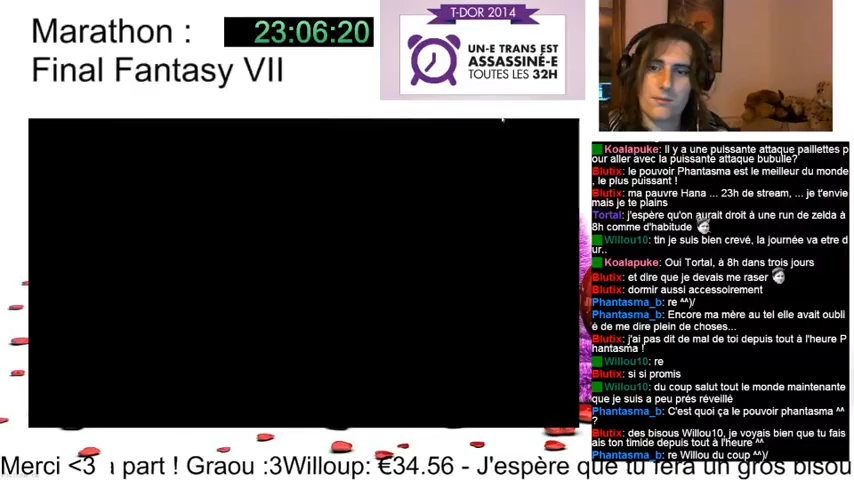 Marathon :
Final Fantasy VII
23:06:20
T-DOR 2014
UN-E TRANS EST
ASSASSINÉ-E
TOUTES LES 32H
Koalapuke: Il y a une puissante attaque paillettes p
our aller avec la puissante attaque bubulle?
Blutix: le pouvoir Phantasma est le meilleur du monde
, le plus puissant !
Blutix: ma pauvre Hana ... 23h de stream, ... je t'envie
mais je te plains
Tortal: j'espère qu'on aurait droit à une run de zelda à
8h comme d'habitude
Willou10: tin je suis bien crevé, la journée va etre d
ur..
Koalapuke: Oui Tortal, à 8h dans trois jours
Blutix: et dire que je devais me raser
Blutix: dormir aussi accessoirement
Phantasma_b: re ^^)/
Phantasma_b: Encore ma mère au tel elle avait oubli
é de me dire plein de choses...
Blutix: j'ai pas dit de mal de toi depuis tout à l'heure P
hantasma !
Willou10: re
Blutix: si si promis
Willou10: du coup salut tout le monde maintenante
que je suis a peu prés réveillé
Phantasma_b: C'est quoi ça le pouvoir phantasma ^^
?
Blutix: des bisous Willou10, je voyais bien que tu fais
ais ton timide depuis tout à l'heure ^^
Phantasma_b: re Willou du coup ^^)/
Merci <3 à part ! Graou :3Willoup: €34.56 - J'espère que tu fera un gros bisou